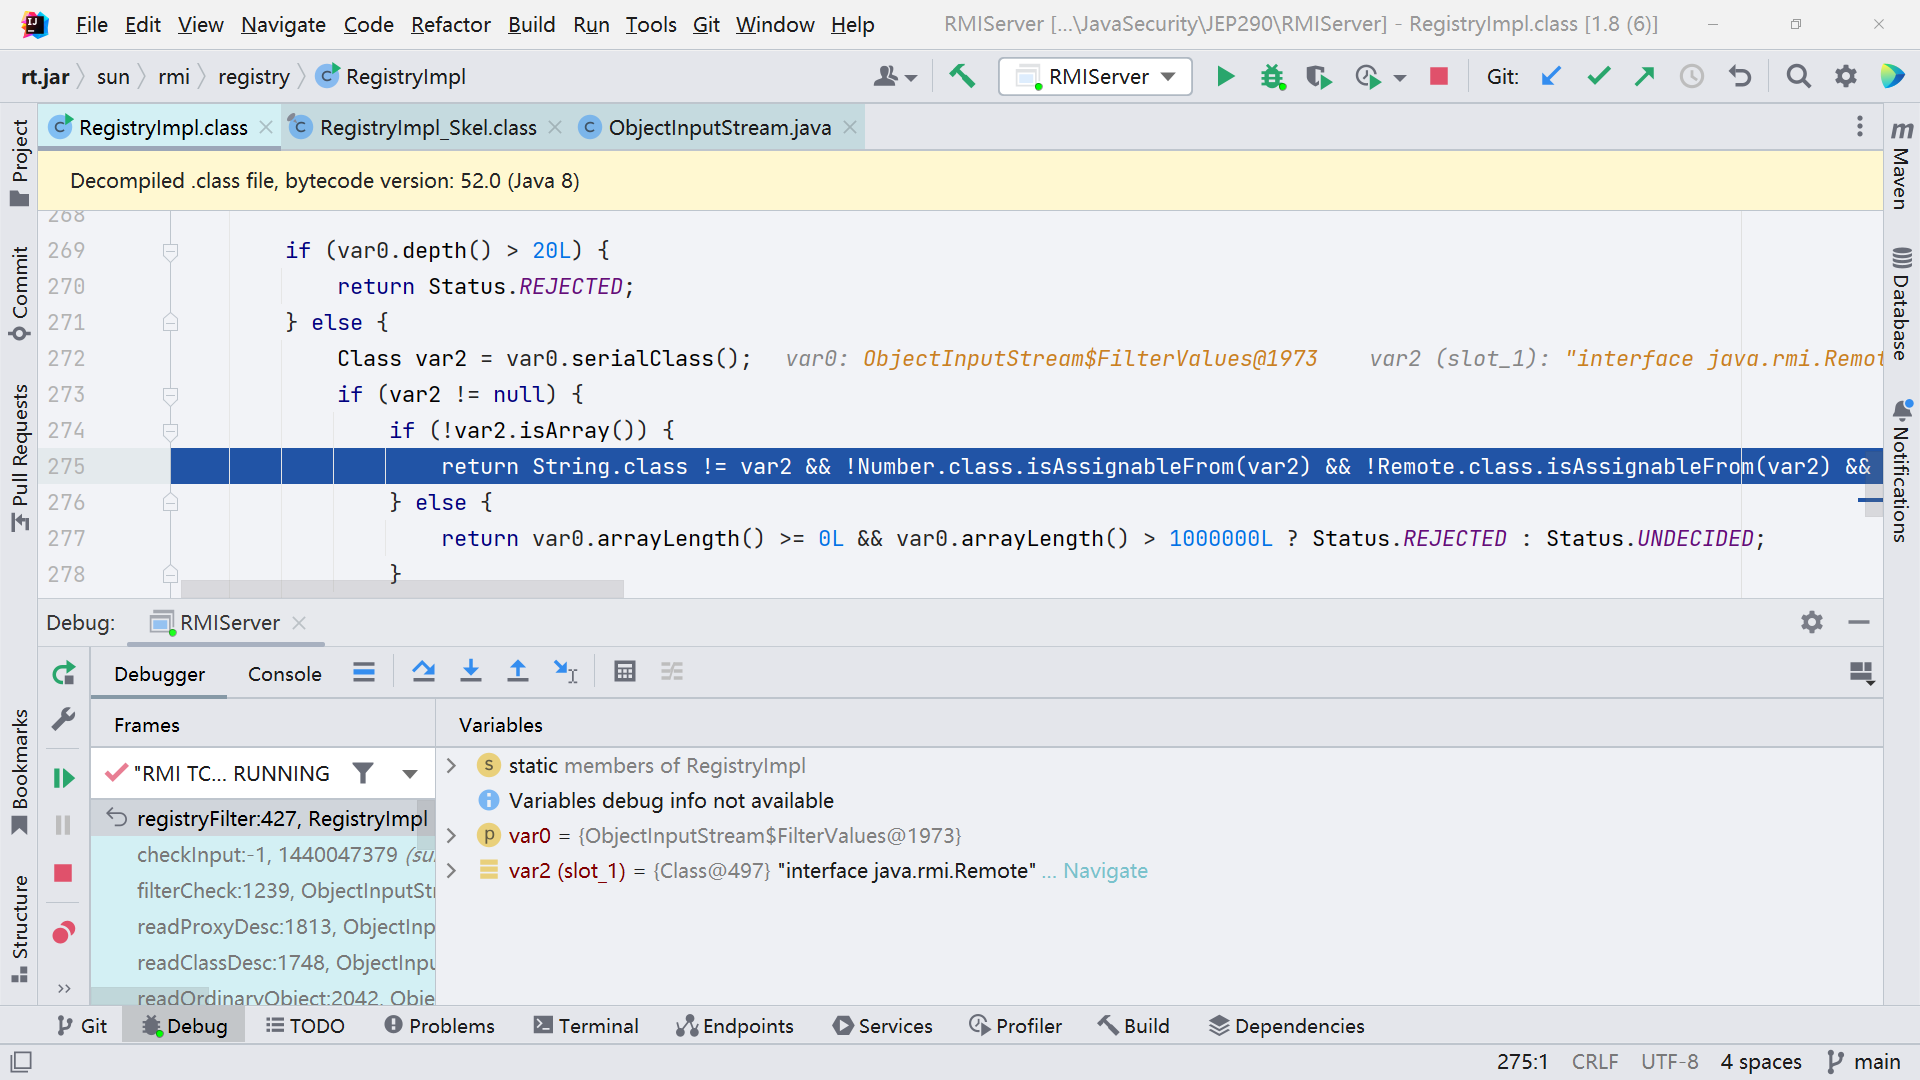 File Edit View Navigate Code Refactor Build Run Tools Git Window Help RMIServer [...\JavaSecurity\JEP290\RMIServer] - RegistryImpl.class [1.8 (6)]
rt.jar sun rmi registry RegistryImpl RMIServer Git:
RegistryImpl.class RegistryImpl_Skel.class ObjectInputStream.java
Decompiled .class file, bytecode version: 52.0 (Java 8)
268
269 if (var0.depth() > 20L) {
270 return Status.REJECTED;
271 } else {
272 Class var2 = var0.serialClass(); var0: ObjectInputStream$FilterValues@1973 var2 (slot_1): "interface java.rmi.Remot
273 if (var2 != null) {
274 if (!var2.isArray()) {
275 return String.class != var2 && !Number.class.isAssignableFrom(var2) && !Remote.class.isAssignableFrom(var2) &&
276 } else {
277 return var0.arrayLength() >= 0L && var0.arrayLength() > 1000000L ? Status.REJECTED : Status.UNDECIDED;
278 }
Project
Commit
Pull Requests
Bookmarks
Structure
Maven
Database
Notifications
Debug: RMIServer
Debugger Console
Frames Variables
"RMI TC... RUNNING
registryFilter:427, RegistryImpl
checkInput:-1, 1440047379 (su
filterCheck:1239, ObjectInputStr
readProxyDesc:1813, ObjectInp
readClassDesc:1748, ObjectInpu
readOrdinaryObject:2042, Obje
static members of RegistryImpl
Variables debug info not available
var0 = {ObjectInputStream$FilterValues@1973}
var2 (slot_1) = {Class@497} "interface java.rmi.Remote" ... Navigate
Git Debug TODO Problems Terminal Endpoints Services Profiler Build Dependencies
275:1 CRLF UTF-8 4 spaces main